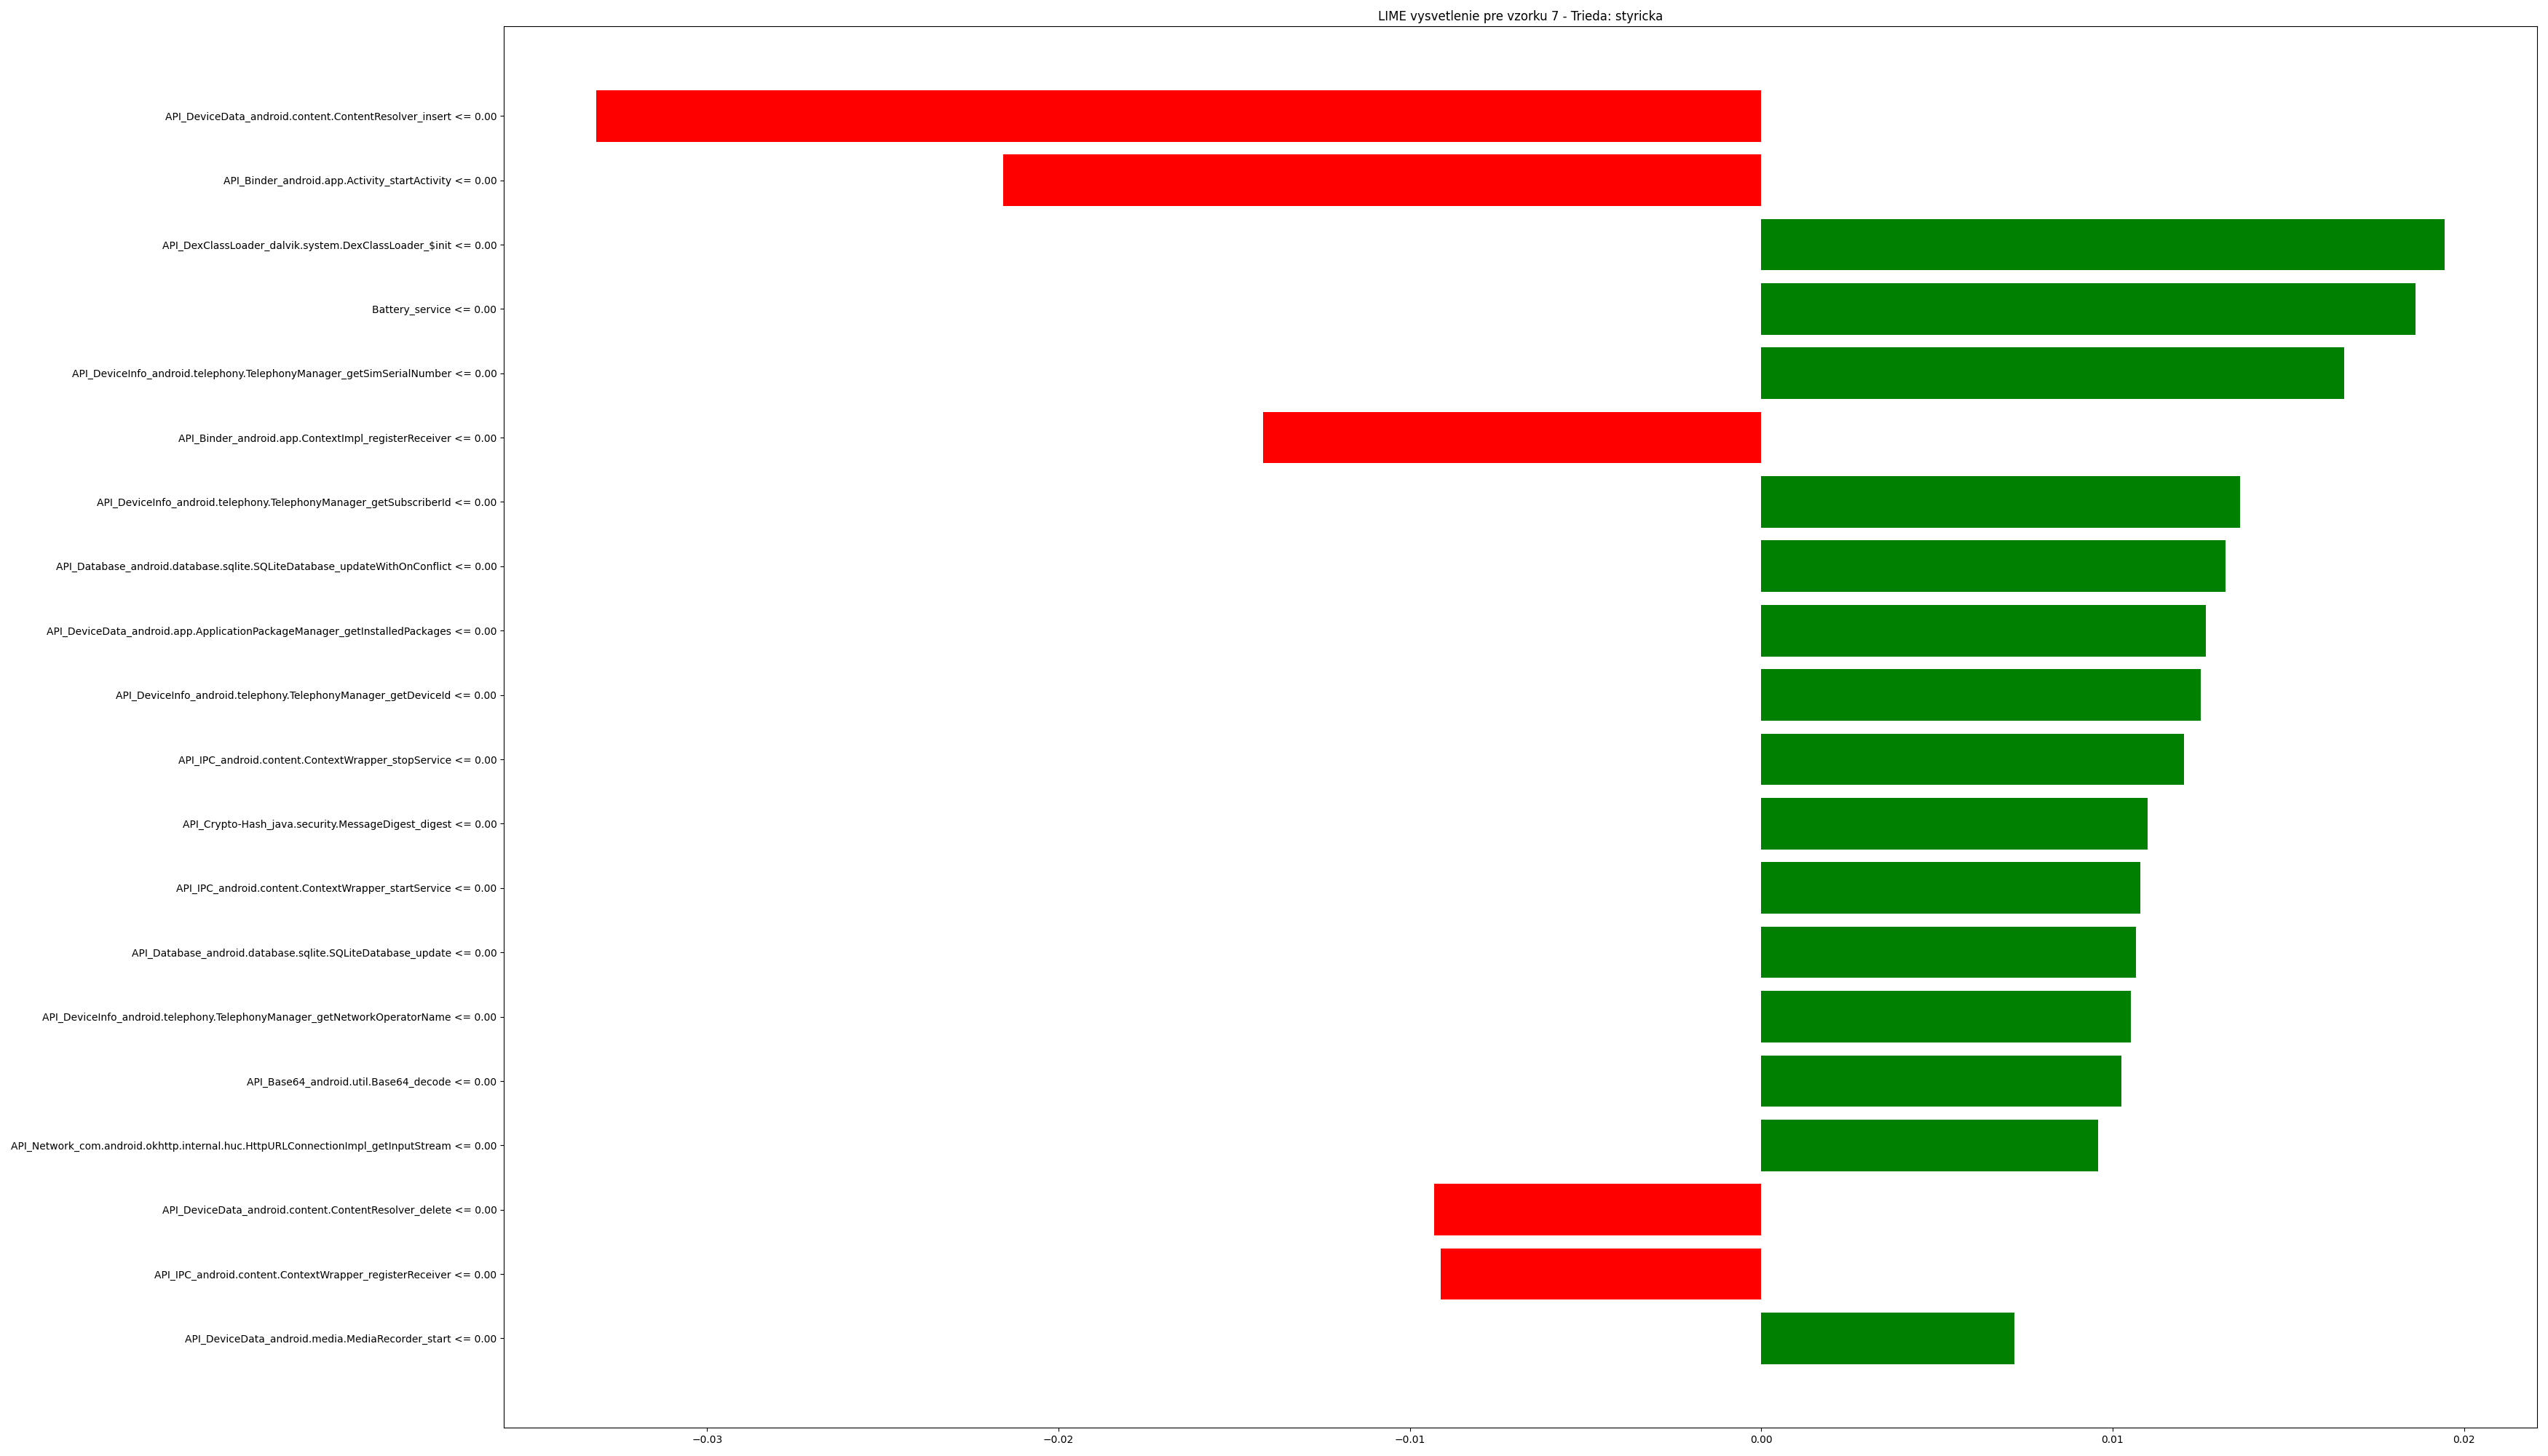 LIME vysvetlenie pre vzorku 7 - Trieda: styricka
API_DeviceData_android.content.ContentResolver_insert <= 0.00
API_Binder_android.app.Activity_startActivity <= 0.00
API_DexClassLoader_dalvik.system.DexClassLoader_$init <= 0.00
Battery_service <= 0.00
API_DeviceInfo_android.telephony.TelephonyManager_getSimSerialNumber <= 0.00
API_Binder_android.app.ContextImpl_registerReceiver <= 0.00
API_DeviceInfo_android.telephony.TelephonyManager_getSubscriberId <= 0.00
API_Database_android.database.sqlite.SQLiteDatabase_updateWithOnConflict <= 0.00
API_DeviceData_android.app.ApplicationPackageManager_getInstalledPackages <= 0.00
API_DeviceInfo_android.telephony.TelephonyManager_getDeviceId <= 0.00
API_IPC_android.content.ContextWrapper_stopService <= 0.00
API_Crypto-Hash_java.security.MessageDigest_digest <= 0.00
API_IPC_android.content.ContextWrapper_startService <= 0.00
API_Database_android.database.sqlite.SQLiteDatabase_update <= 0.00
API_DeviceInfo_android.telephony.TelephonyManager_getNetworkOperatorName <= 0.00
API_Base64_android.util.Base64_decode <= 0.00
API_Network_com.android.okhttp.internal.huc.HttpURLConnectionImpl_getInputStream <= 0.00
API_DeviceData_android.content.ContentResolver_delete <= 0.00
API_IPC_android.content.ContextWrapper_registerReceiver <= 0.00
API_DeviceData_android.media.MediaRecorder_start <= 0.00
−0.03 −0.02 −0.01 0.00 0.01 0.02